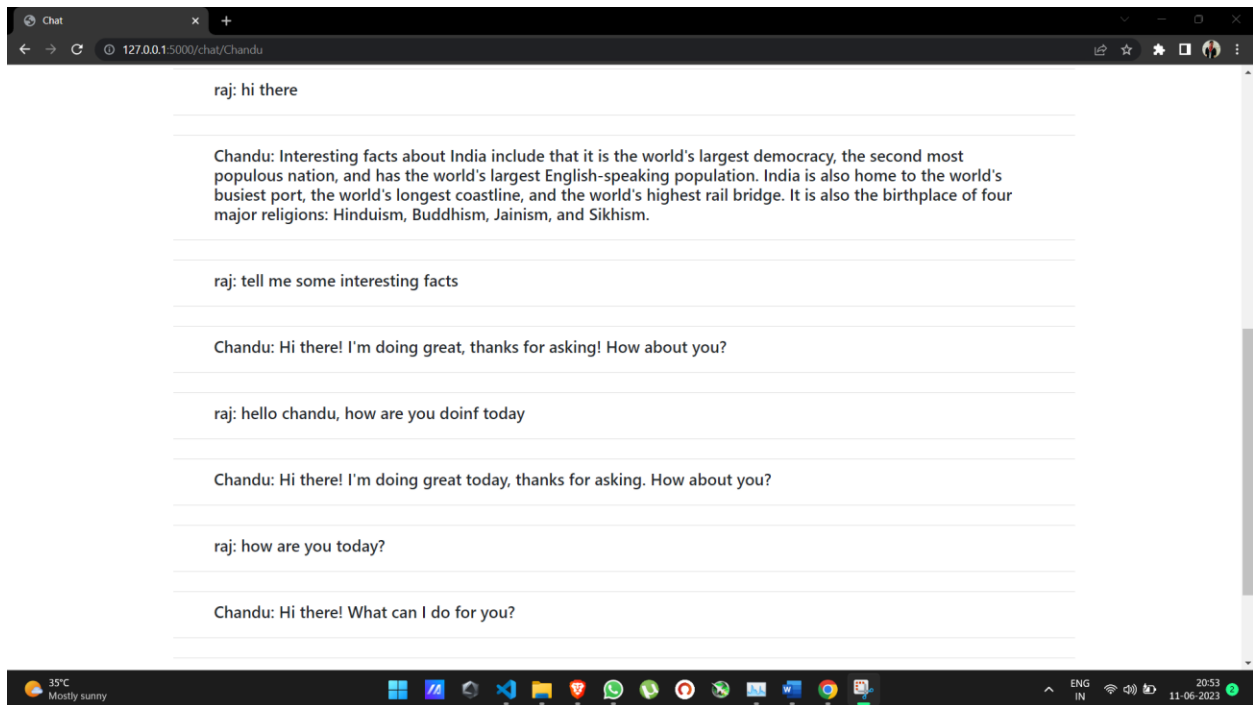 Chat
127.0.0.1:5000/chat/Chandu
raj: hi there
Chandu: Interesting facts about India include that it is the world's largest democracy, the second most
populous nation, and has the world's largest English-speaking population. India is also home to the world's
busiest port, the world's longest coastline, and the world's highest rail bridge. It is also the birthplace of four
major religions: Hinduism, Buddhism, Jainism, and Sikhism.
raj: tell me some interesting facts
Chandu: Hi there! I'm doing great, thanks for asking! How about you?
raj: hello chandu, how are you doinf today
Chandu: Hi there! I'm doing great today, thanks for asking. How about you?
raj: how are you today?
Chandu: Hi there! What can I do for you?
35°C
Mostly sunny
ENG
IN
20:53
11-06-2023
2